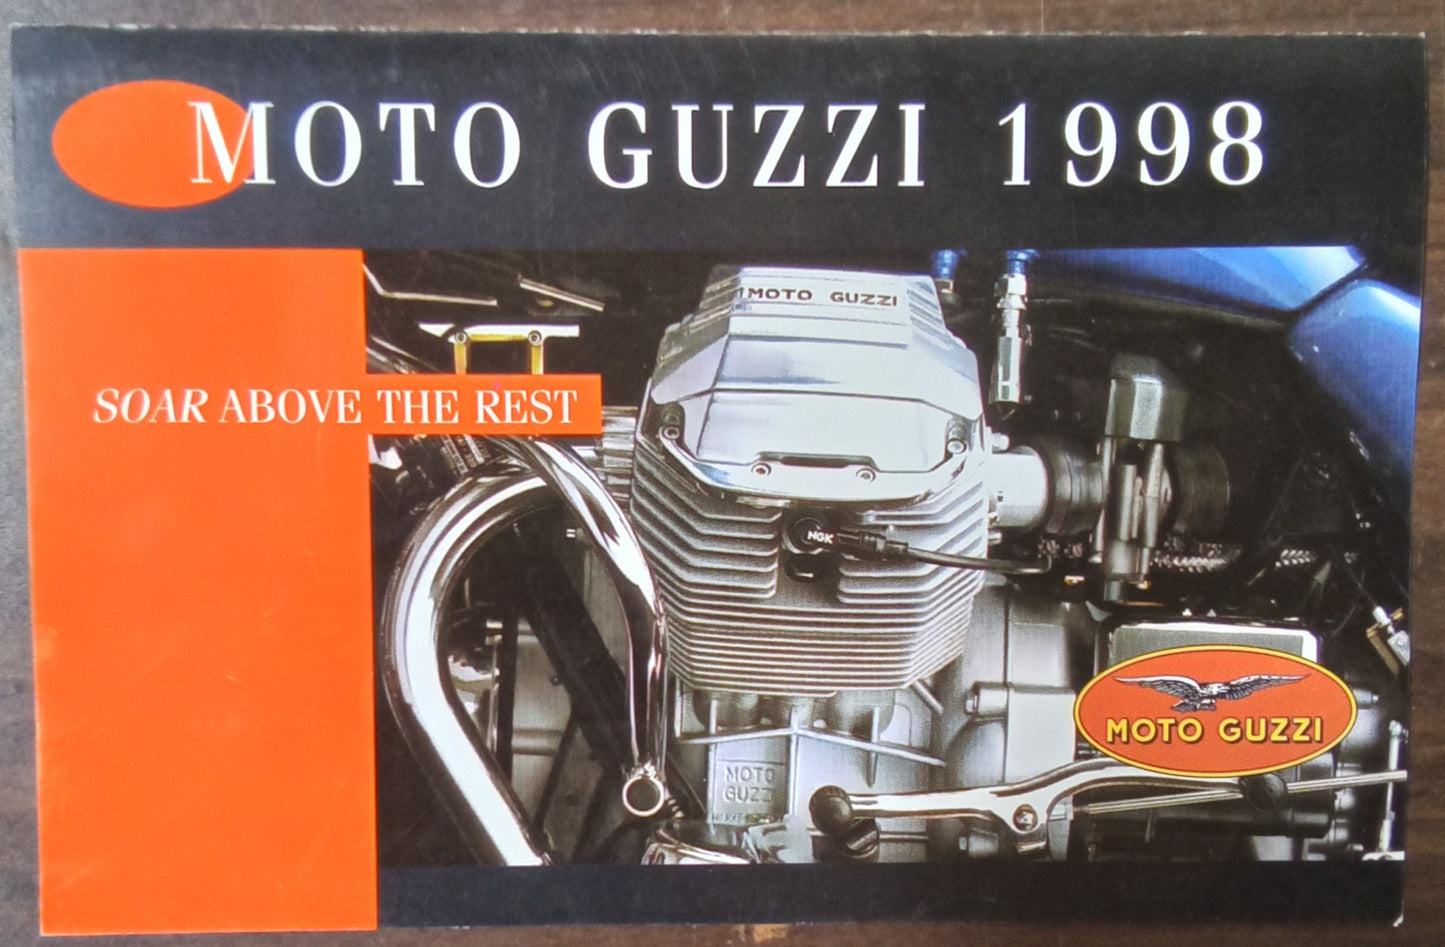 MOTO GUZZI 1998
SOAR ABOVE THE REST
MOTO GUZZI
NGK
MOTO GUZZI
MOTO
GUZZI